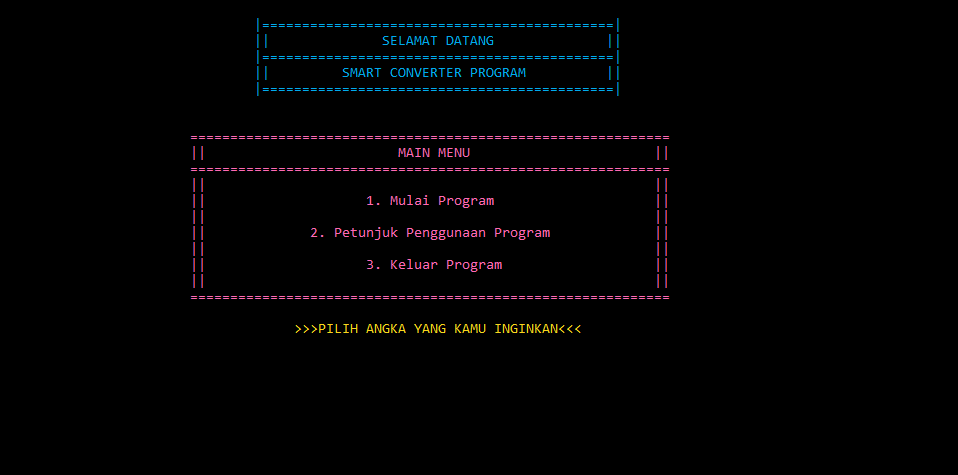 SELAMAT DATANG
SMART CONVERTER PROGRAM
MAIN MENU
1. Mulai Program
2. Petunjuk Penggunaan Program
3. Keluar Program
>>>PILIH ANGKA YANG KAMU INGINKAN<<<